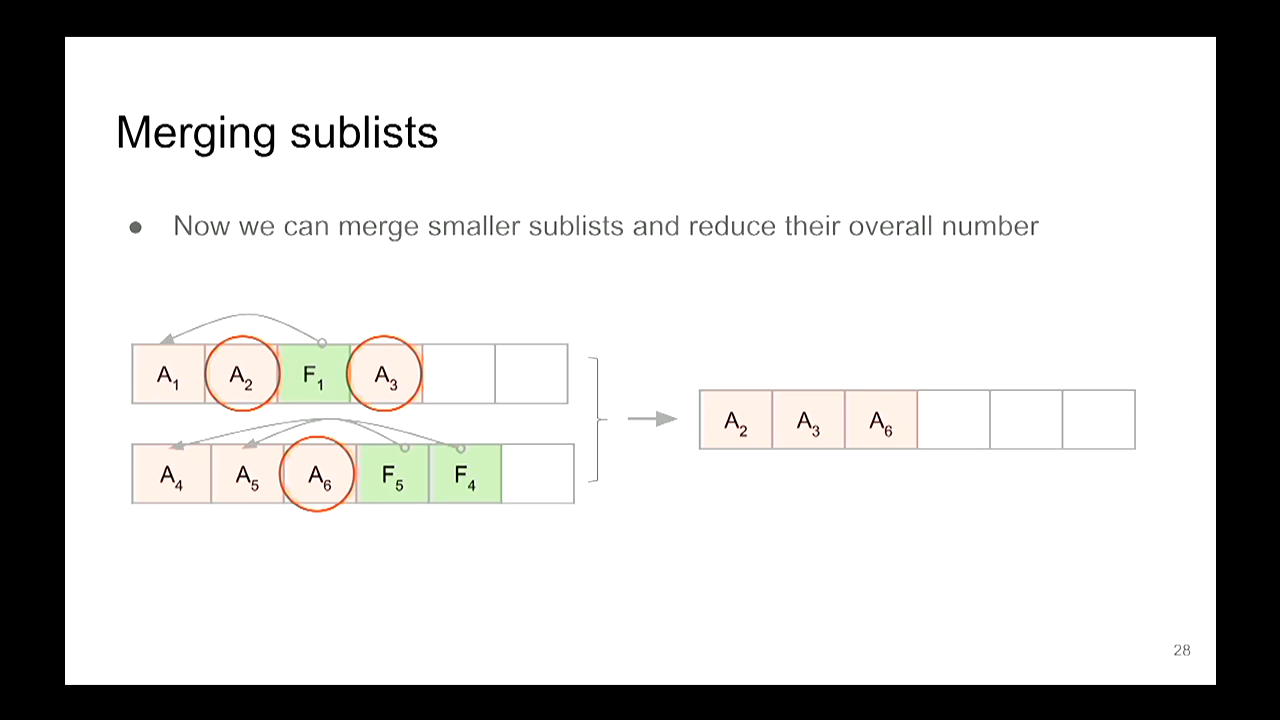 Merging sublists
● Now we can merge smaller sublists and reduce their overall number
A₁ A₂ F₁ A₃
A₂ A₃ A₆
A₄ A₅ A₆ F₅ F₄
28